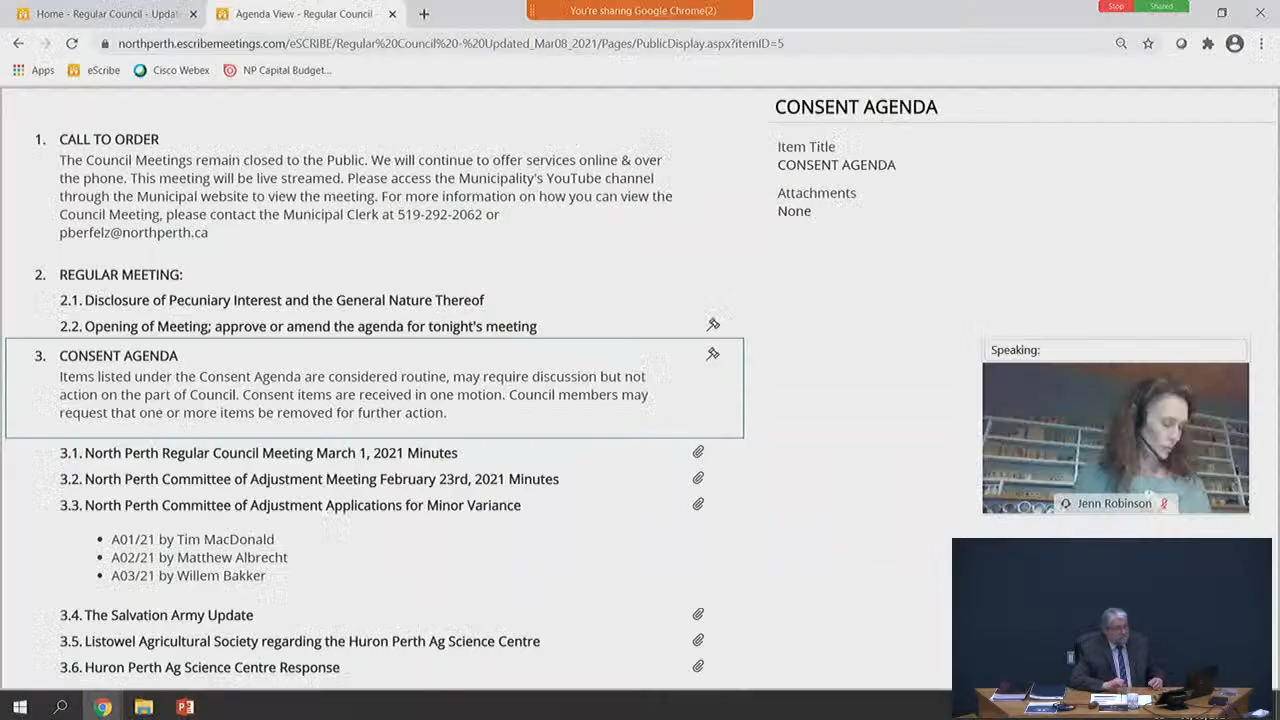 Home - Regular Council - Updat
Agenda View - Regular Council
You're sharing Google Chrome(2)
Stop
Shared
northperth.escribemeetings.com/eSCRIBE/Regular%20Council%20-%20Updated_Mar08_2021/Pages/PublicDisplay.aspx?itemID=5
Apps
eScribe
Cisco Webex
NP Capital Budget...
1. CALL TO ORDER
The Council Meetings remain closed to the Public. We will continue to offer services online & over
the phone. This meeting will be live streamed. Please access the Municipality's YouTube channel
through the Municipal website to view the meeting. For more information on how you can view the
Council Meeting, please contact the Municipal Clerk at 519-292-2062 or
pberfelz@northperth.ca
2. REGULAR MEETING:
2.1. Disclosure of Pecuniary Interest and the General Nature Thereof
2.2. Opening of Meeting; approve or amend the agenda for tonight's meeting
3. CONSENT AGENDA
Items listed under the Consent Agenda are considered routine, may require discussion but not
action on the part of Council. Consent items are received in one motion. Council members may
request that one or more items be removed for further action.
3.1. North Perth Regular Council Meeting March 1, 2021 Minutes
3.2. North Perth Committee of Adjustment Meeting February 23rd, 2021 Minutes
3.3. North Perth Committee of Adjustment Applications for Minor Variance
• A01/21 by Tim MacDonald
• A02/21 by Matthew Albrecht
• A03/21 by Willem Bakker
3.4. The Salvation Army Update
3.5. Listowel Agricultural Society regarding the Huron Perth Ag Science Centre
3.6. Huron Perth Ag Science Centre Response
CONSENT AGENDA
Item Title
CONSENT AGENDA
Attachments
None
Speaking:
Jenn Robinson